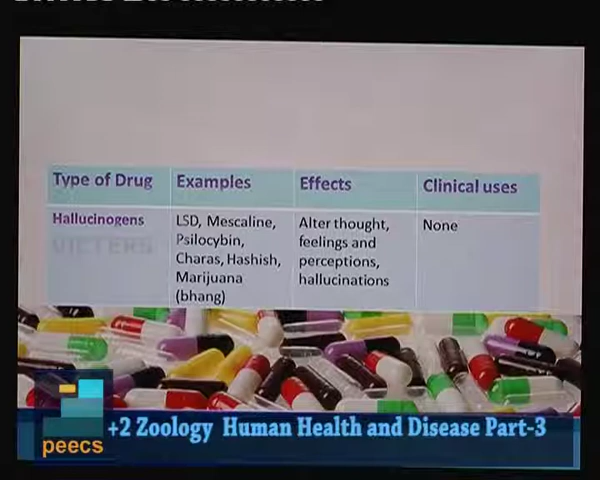 Type of Drug Examples Effects Clinical uses
Hallucinogens LSD, Mescaline, Psilocybin, Charas, Hashish, Marijuana (bhang) Alter thought, feelings and perceptions, hallucinations None
VICTERS
peecs
+2 Zoology Human Health and Disease Part-3